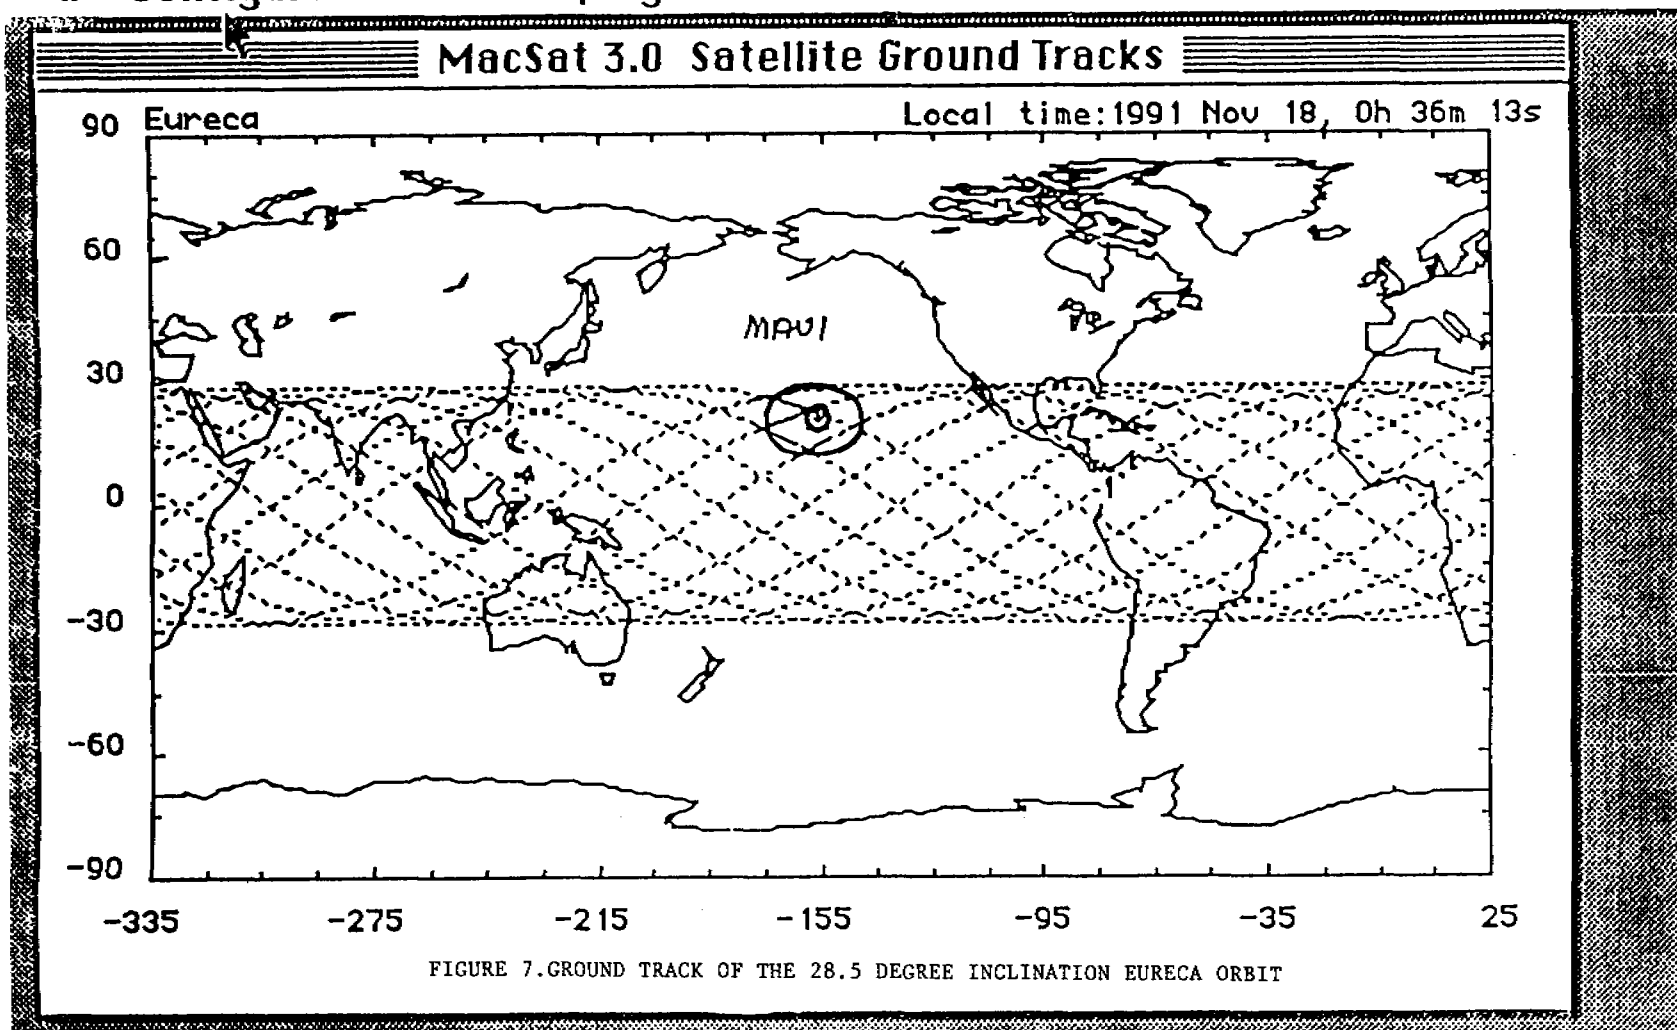 MacSat 3.0 Satellite Ground Tracks
Eureca
Local time:1991 Nov 18, 0h 36m 13s
90
60
MAUI
30
0
-30
-60
-90
-335 -275 -215 -155 -95 -35 25
FIGURE 7.GROUND TRACK OF THE 28.5 DEGREE INCLINATION EURECA ORBIT